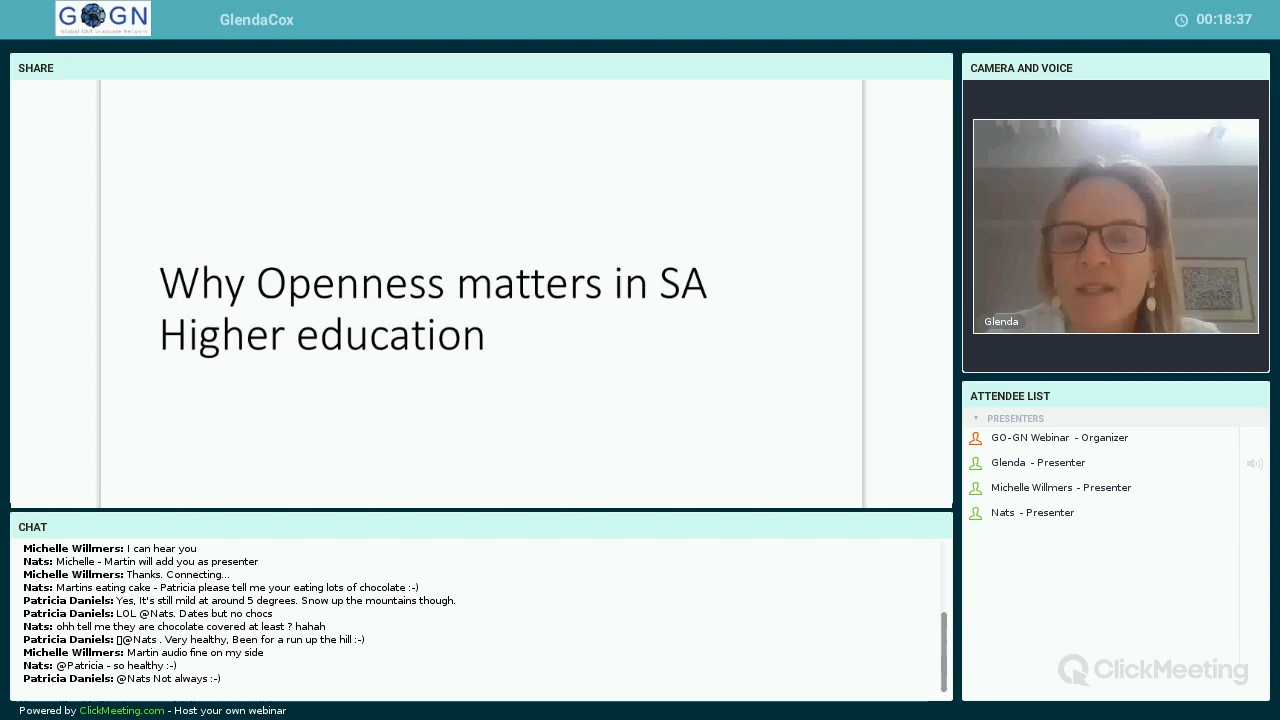 GOGN
Global OER Graduate Network
GlendaCox
00:18:37
SHARE
Why Openness matters in SA
Higher education
CAMERA AND VOICE
Glenda
ATTENDEE LIST
PRESENTERS
GO-GN Webinar - Organizer
Glenda - Presenter
Michelle Willmers - Presenter
Nats - Presenter
ClickMeeting
CHAT
Michelle Willmers: I can hear you
Nats: Michelle - Martin will add you as presenter
Michelle Willmers: Thanks. Connecting...
Nats: Martins eating cake - Patricia please tell me your eating lots of chocolate :-)
Patricia Daniels: Yes, It's still mild at around 5 degrees. Snow up the mountains though.
Patricia Daniels: LOL @Nats. Dates but no chocs
Nats: ohh tell me they are chocolate covered at least ? hahah
Patricia Daniels: []@Nats . Very healthy, Been for a run up the hill :-)
Michelle Willmers: Martin audio fine on my side
Nats: @Patricia - so healthy :-)
Patricia Daniels: @Nats Not always :-)
Powered by ClickMeeting.com - Host your own webinar